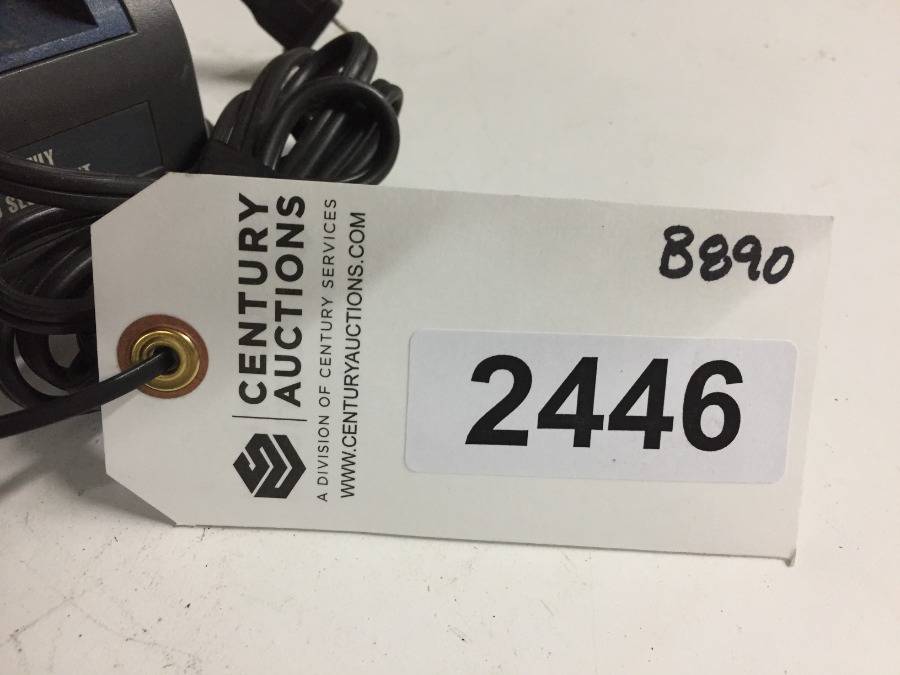 CENTURY
AUCTIONS
A DIVISION OF CENTURY SERVICES
WWW.CENTURYAUCTIONS.COM
B890
2446